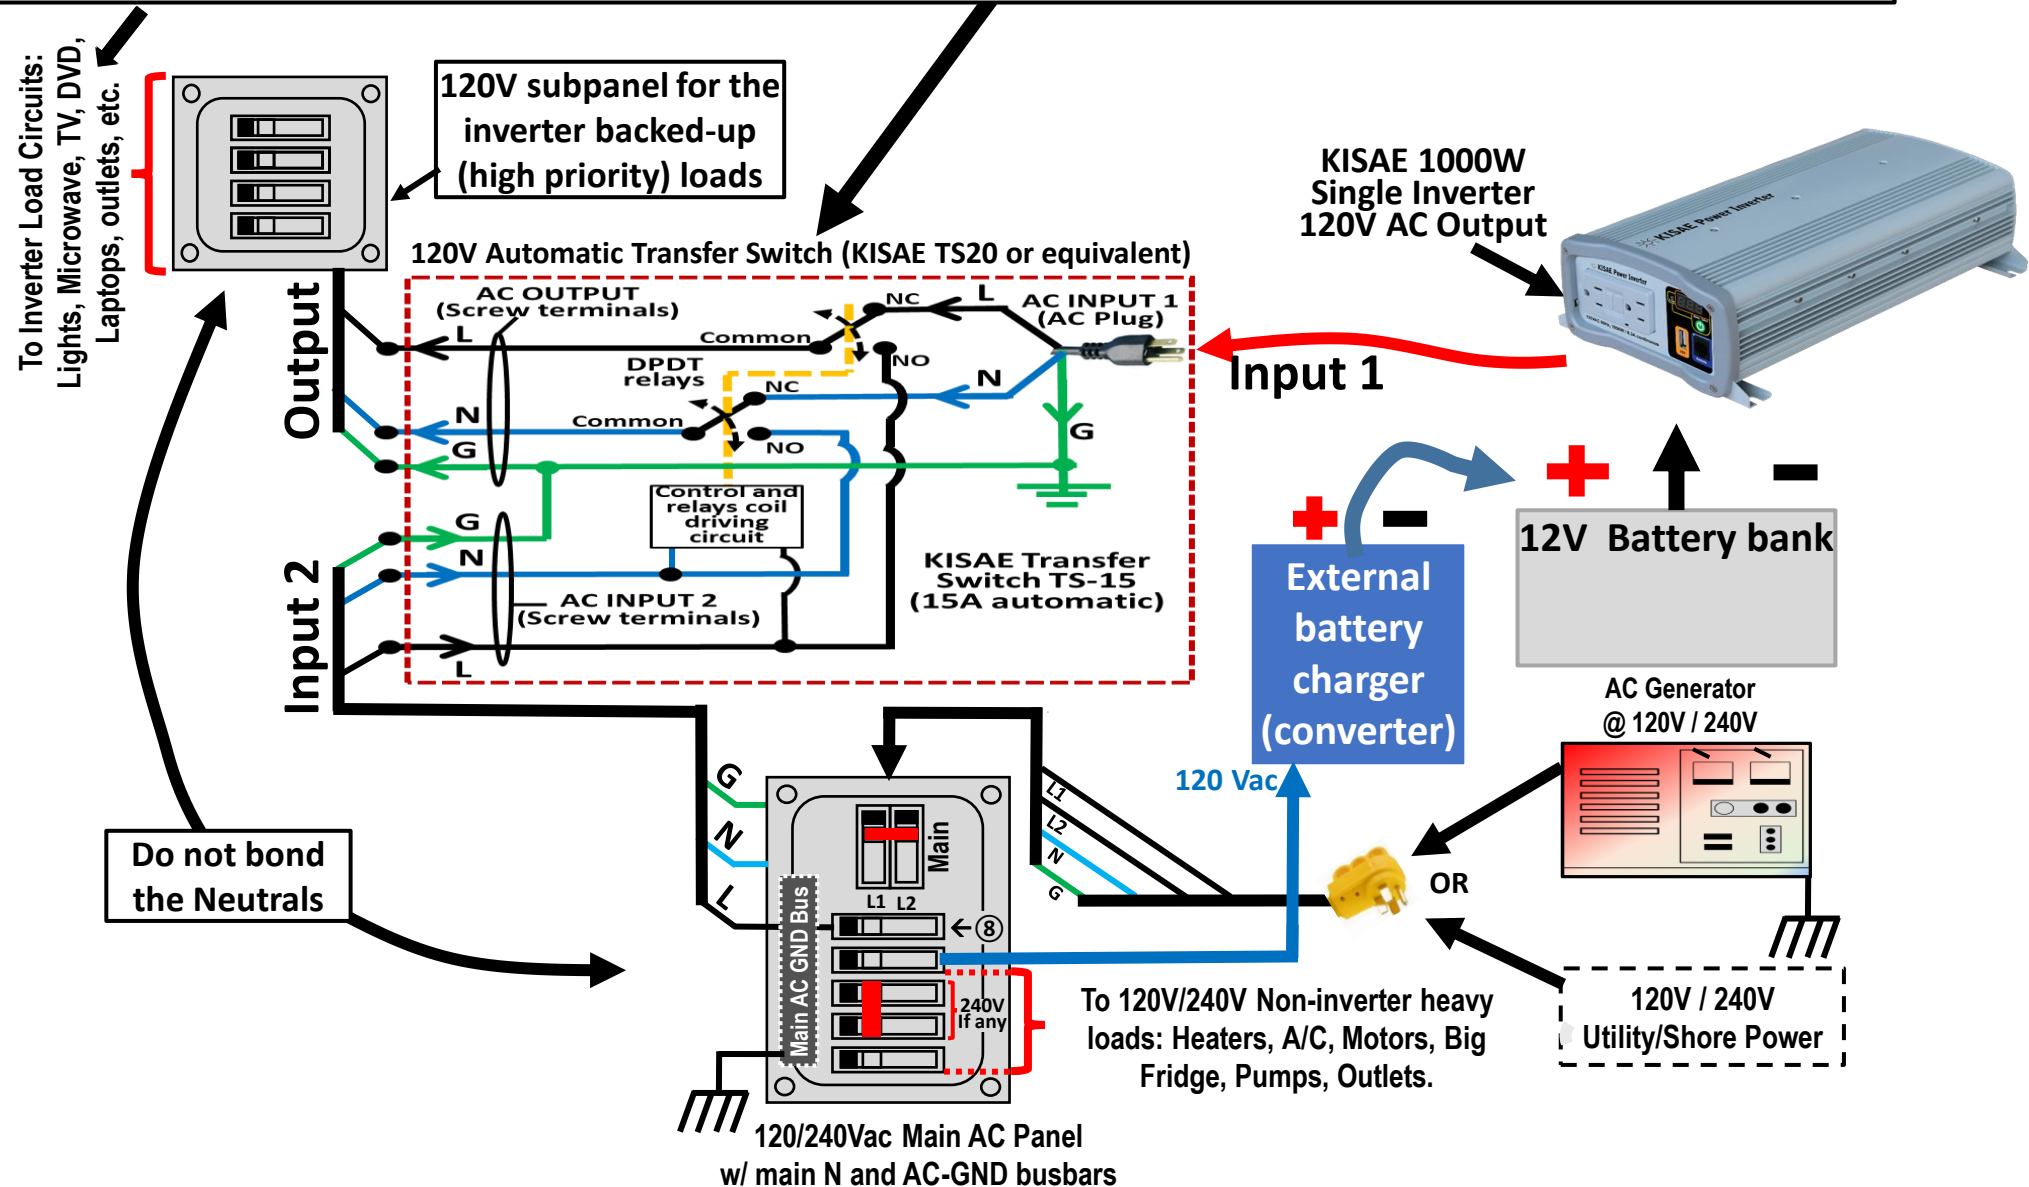 To Inverter Load Circuits:
Lights, Microwave, TV, DVD,
Laptops, outlets, etc.
120V subpanel for the
inverter backed-up
(high priority) loads
KISAE 1000W
Single Inverter
120V AC Output
KISAE Power Inverter
KISAE Power Inverter
120V Automatic Transfer Switch (KISAE TS20 or equivalent)
Output
AC OUTPUT
(Screw terminals)
L
Common
NC
L
AC INPUT 1
(AC Plug)
NO
DPDT
relays
NC
N
N
Common
NO
G
G
Input 1
Control and
relays coil
driving
circuit
G
N
Input 2
AC INPUT 2
(Screw terminals)
L
KISAE Transfer
Switch TS-15
(15A automatic)
12V Battery bank
External
battery
charger
(converter)
120 Vac
AC Generator
@ 120V / 240V
OR
120V / 240V
Utility/Shore Power
Do not bond
the Neutrals
G
N
L
L1
L2
N
G
Main
L1 L2
8
Main AC GND Bus
240V
If any
To 120V/240V Non-inverter heavy
loads: Heaters, A/C, Motors, Big
Fridge, Pumps, Outlets.
120/240Vac Main AC Panel
w/ main N and AC-GND busbars